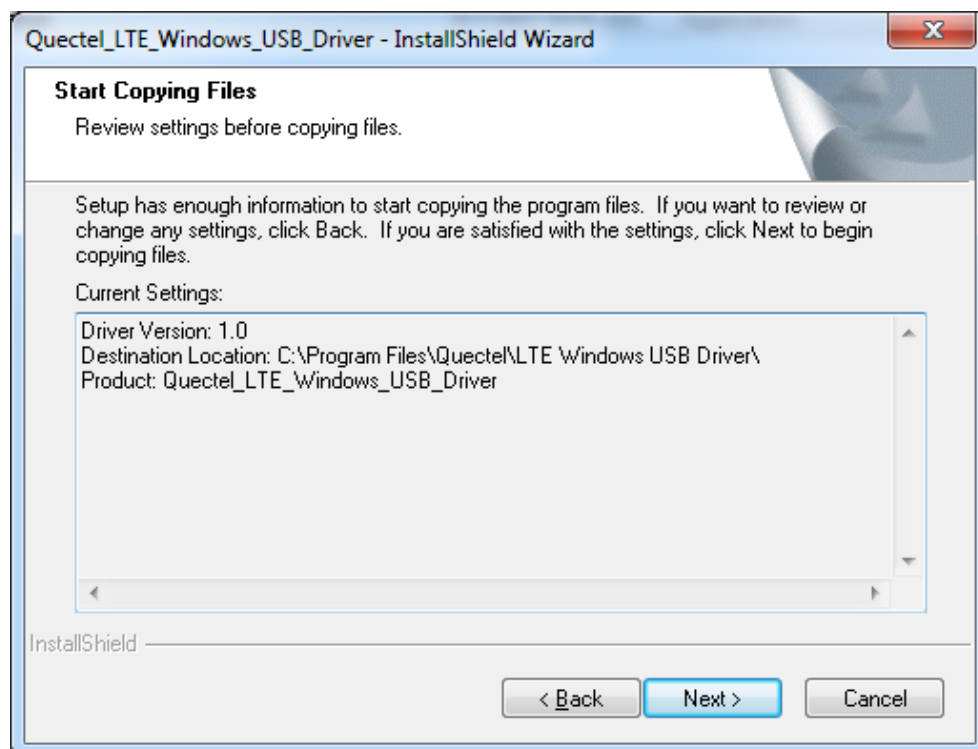 Quectel_LTE_Windows_USB_Driver - InstallShield Wizard
Start Copying Files
Review settings before copying files.
Setup has enough information to start copying the program files.  If you want to review or
change any settings, click Back.  If you are satisfied with the settings, click Next to begin
copying files.
Current Settings:
Driver Version: 1.0
Destination Location: C:\Program Files\Quectel\LTE Windows USB Driver\
Product: Quectel_LTE_Windows_USB_Driver
InstallShield
< Back
Next >
Cancel